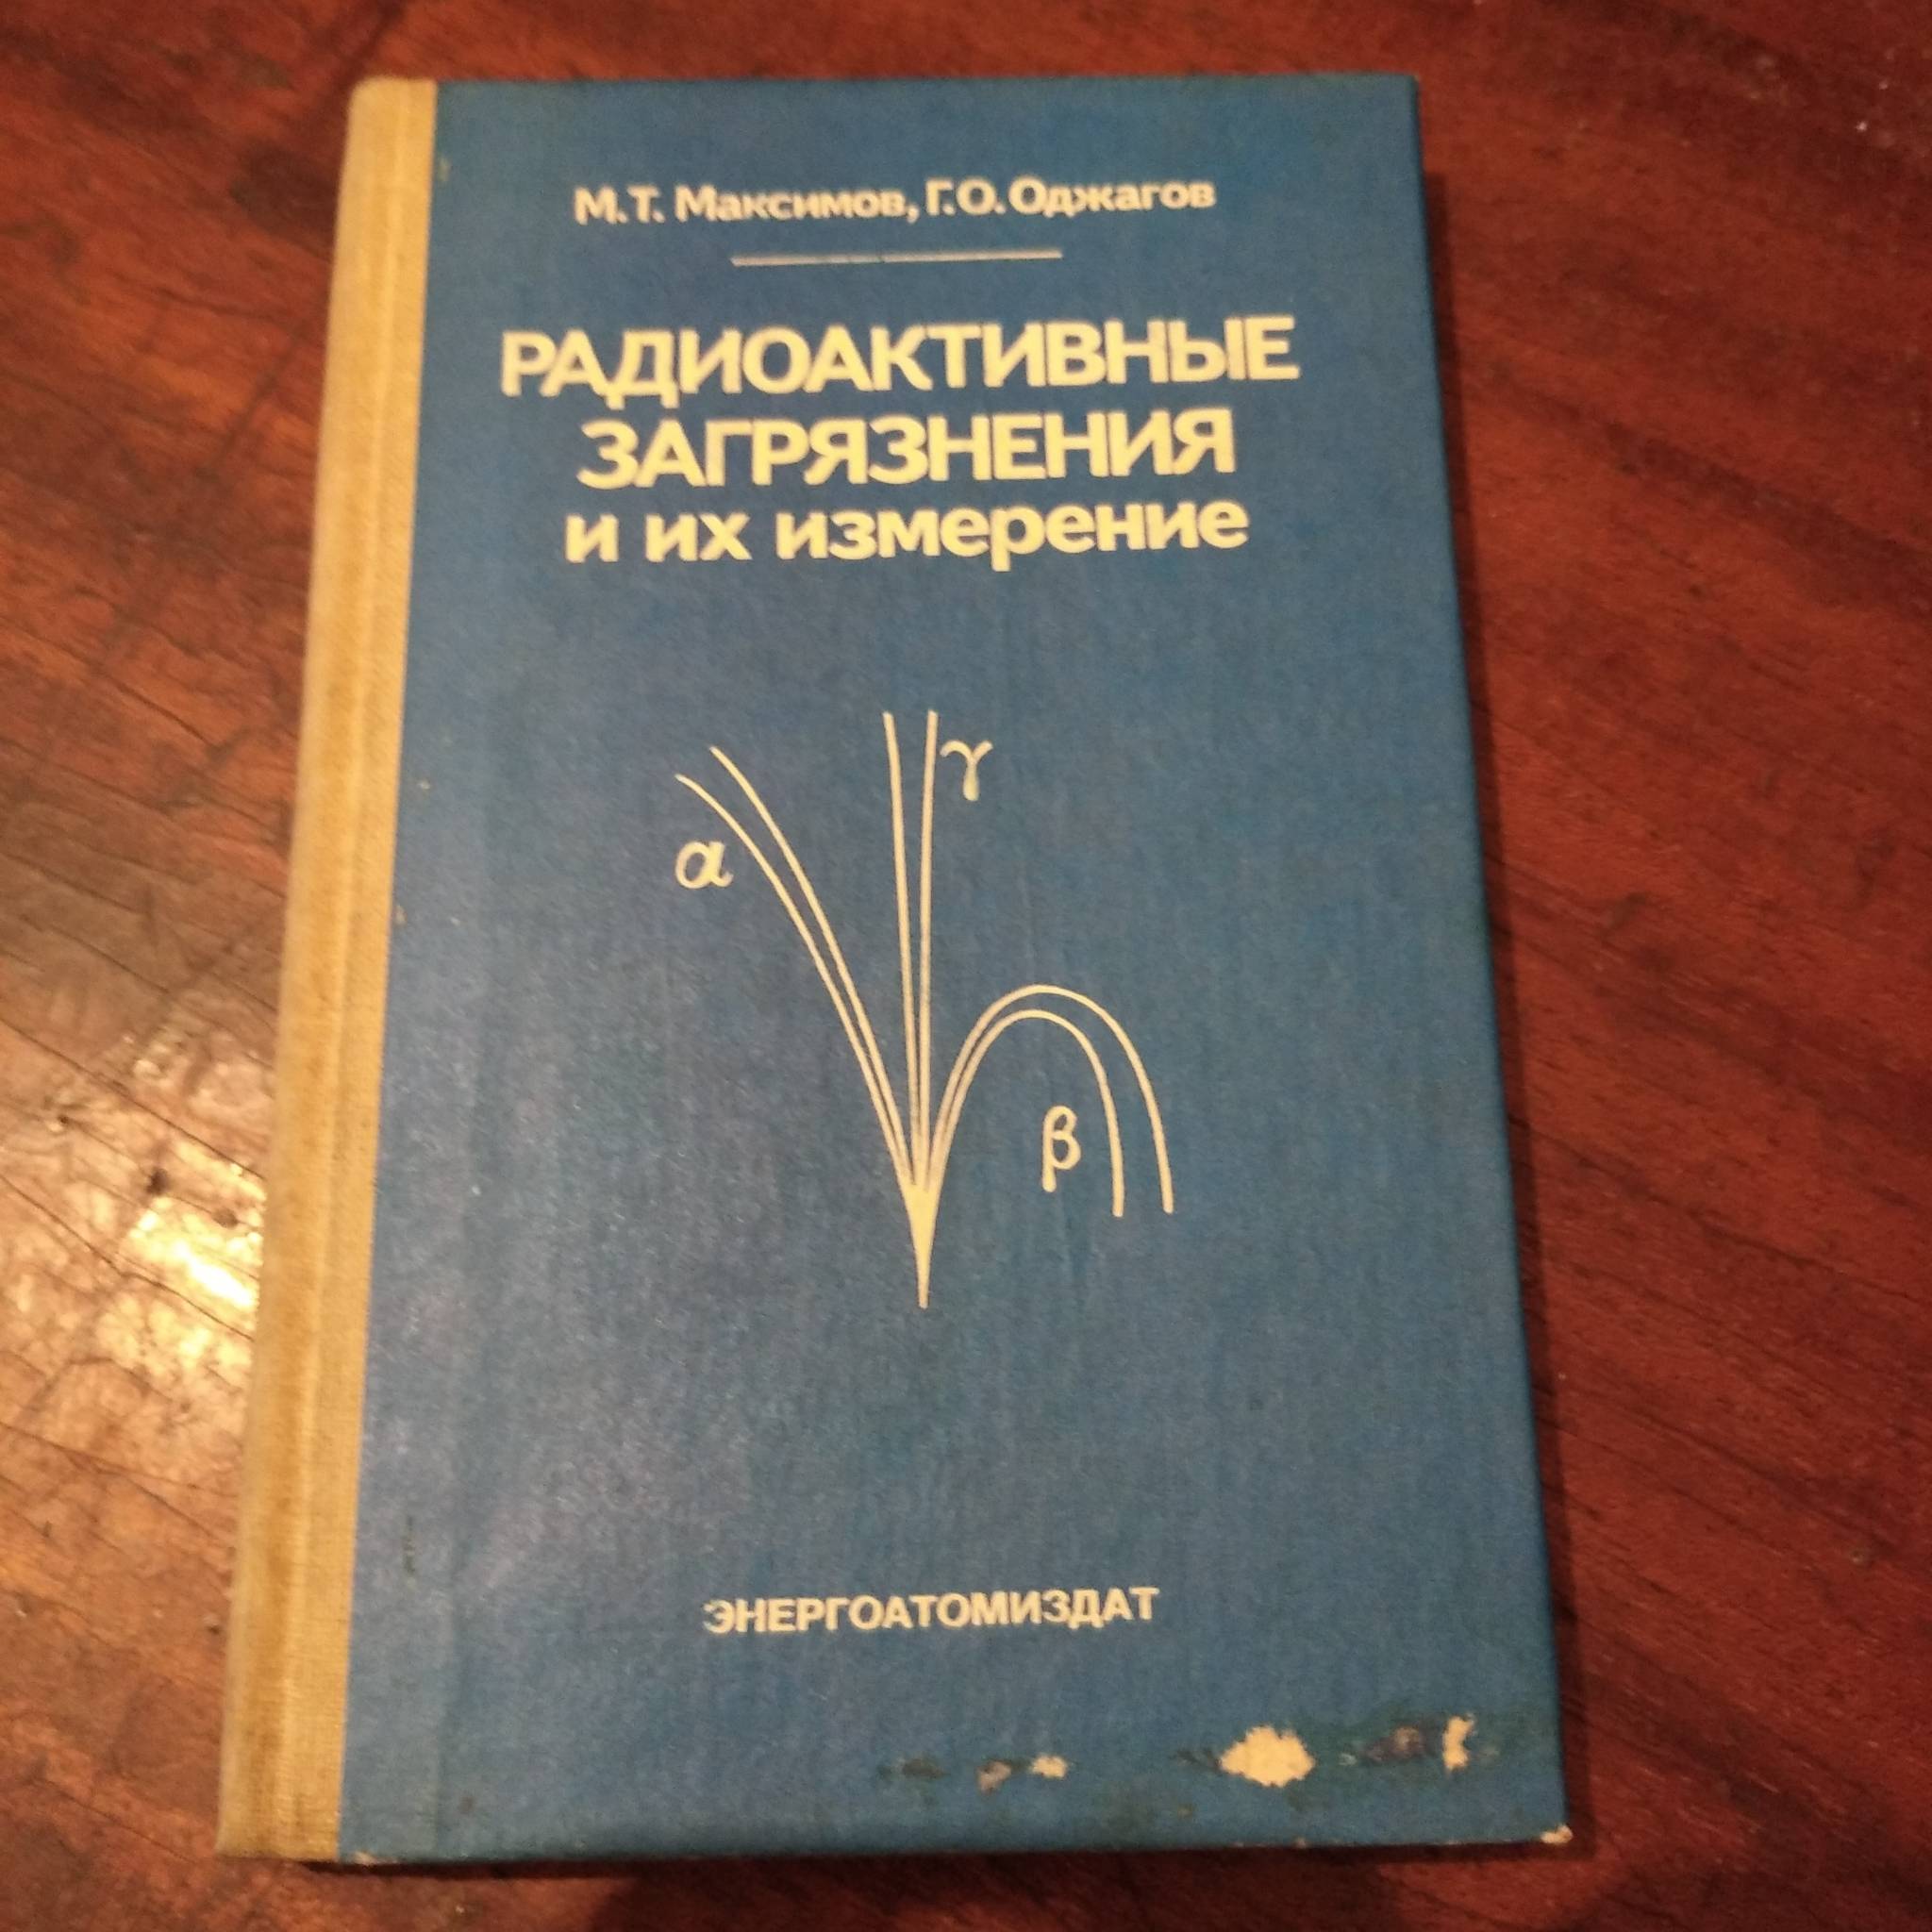 М.Т. Максимов, Г.О. Оджагов
РАДИОАКТИВНЫЕ
ЗАГРЯЗНЕНИЯ
и их измерение
γ
α
β
ЭНЕРГОАТОМИЗДАТ